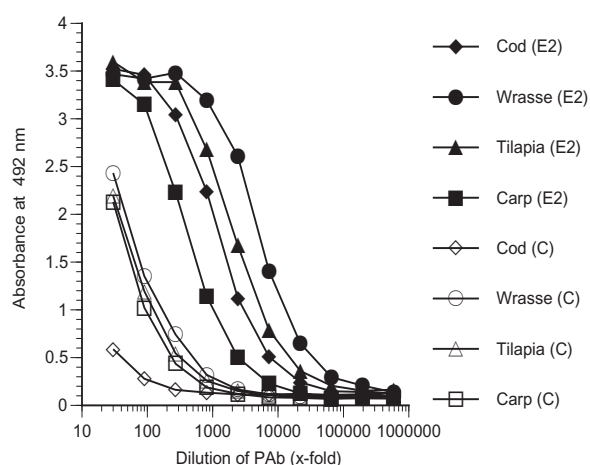 4
3.5
3
2.5
2
1.5
1
0.5
0
Absorbance at 492 nm
10 100 1000 10000 100000 1000000
Dilution of PAb (x-fold)
Cod (E2)
Wrasse (E2)
Tilapia (E2)
Carp (E2)
Cod (C)
Wrasse (C)
Tilapia (C)
Carp (C)